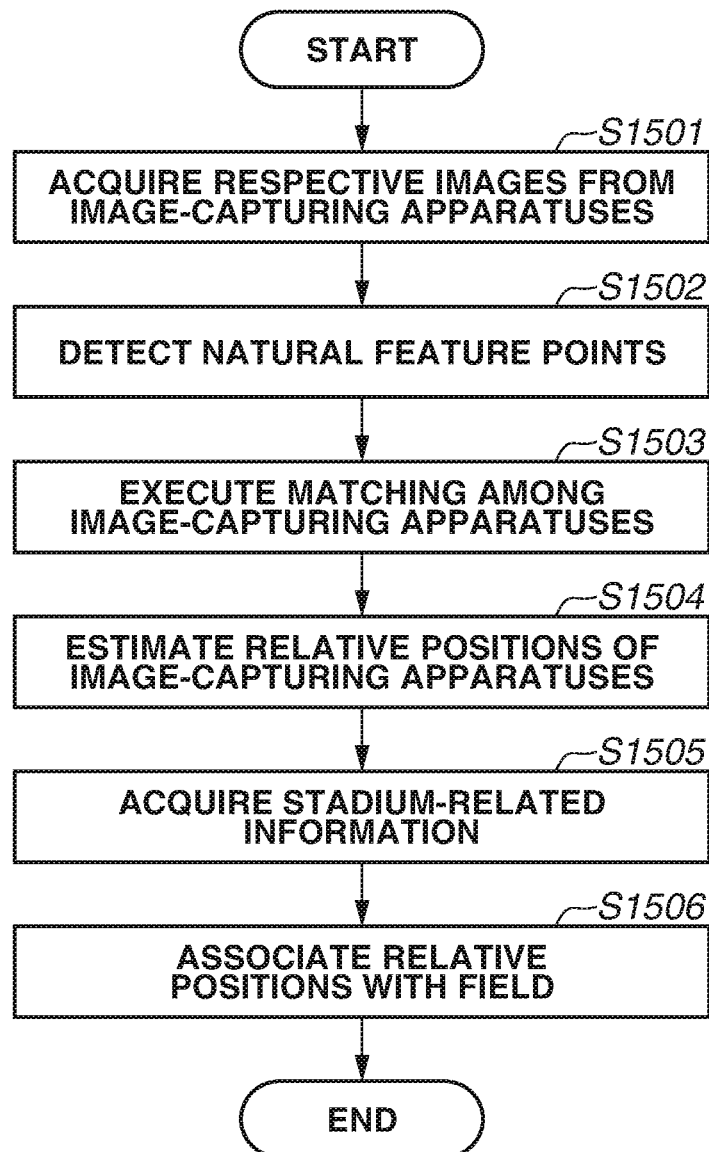 START
S1501
ACQUIRE RESPECTIVE IMAGES FROM
IMAGE-CAPTURING APPARATUSES
S1502
DETECT NATURAL FEATURE POINTS
S1503
EXECUTE MATCHING AMONG
IMAGE-CAPTURING APPARATUSES
S1504
ESTIMATE RELATIVE POSITIONS OF
IMAGE-CAPTURING APPARATUSES
S1505
ACQUIRE STADIUM-RELATED
INFORMATION
S1506
ASSOCIATE RELATIVE
POSITIONS WITH FIELD
END